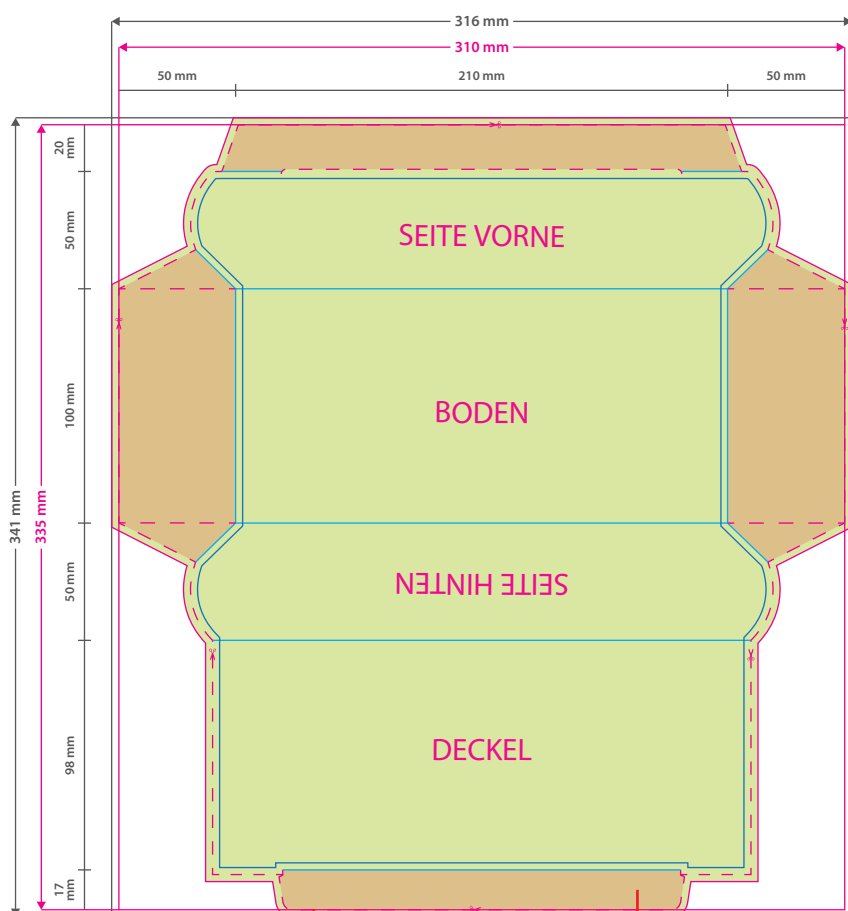 316 mm
310 mm
50 mm
210 mm
50 mm
20 mm
50 mm
100 mm
50 mm
98 mm
17 mm
341 mm
335 mm
SEITE VORNE
BODEN
SEITE HINTEN
DECKEL